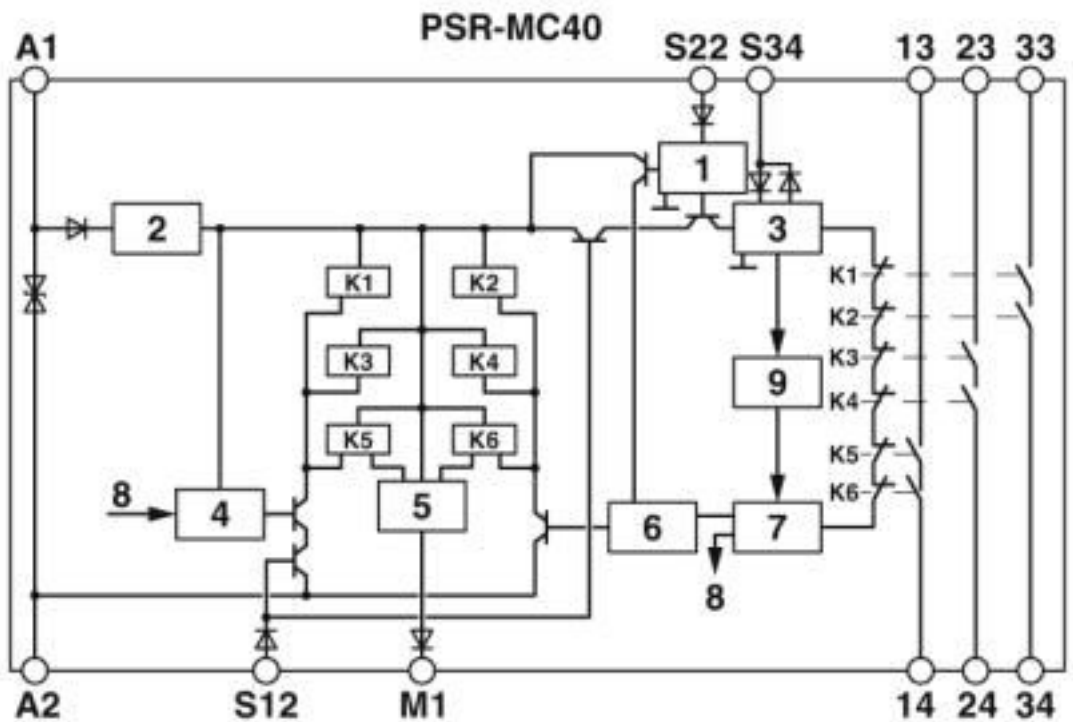 PSR-MC40
A1 S22 S34 13 23 33
1
2 3
K1 K2 K1
K2
K3 K4 K3
9
K4
K5 K6 K5
K6
8 4 5 6 7
8
A2 S12 M1 14 24 34